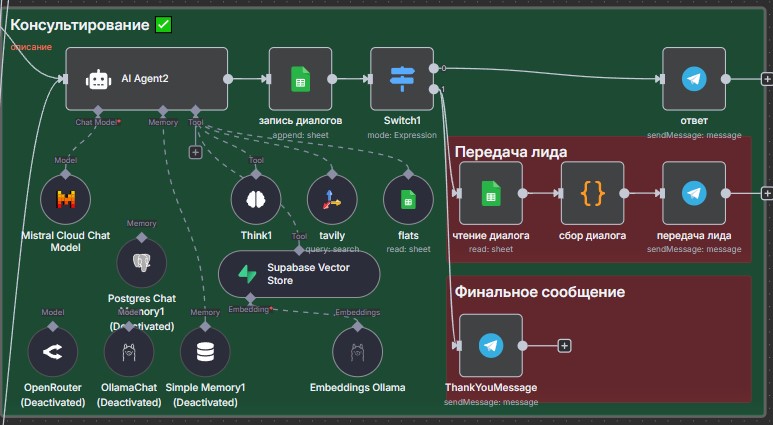 Консультирование ✅
описание
AI Agent2
Chat Model*
Memory
Tool
запись диалогов
append: sheet
Switch1
mode: Expression
0
1
ответ
sendMessage: message
Model
Mistral Cloud Chat
Model
Memory
Postgres Chat
(Deactivated)
Tool
Think1
tavily
query: search
flats
read: sheet
Tool
Supabase Vector
Store
Embedding*
Embeddings
Embeddings Ollama
Передача лида
чтение диалога
read: sheet
сбор диалога
передача лида
sendMessage: message
Финальное сообщение
ThankYouMessage
sendMessage: message
Model
OpenRouter
(Deactivated)
Model
OllamaChat
(Deactivated)
Memory
Simple Memory1
(Deactivated)